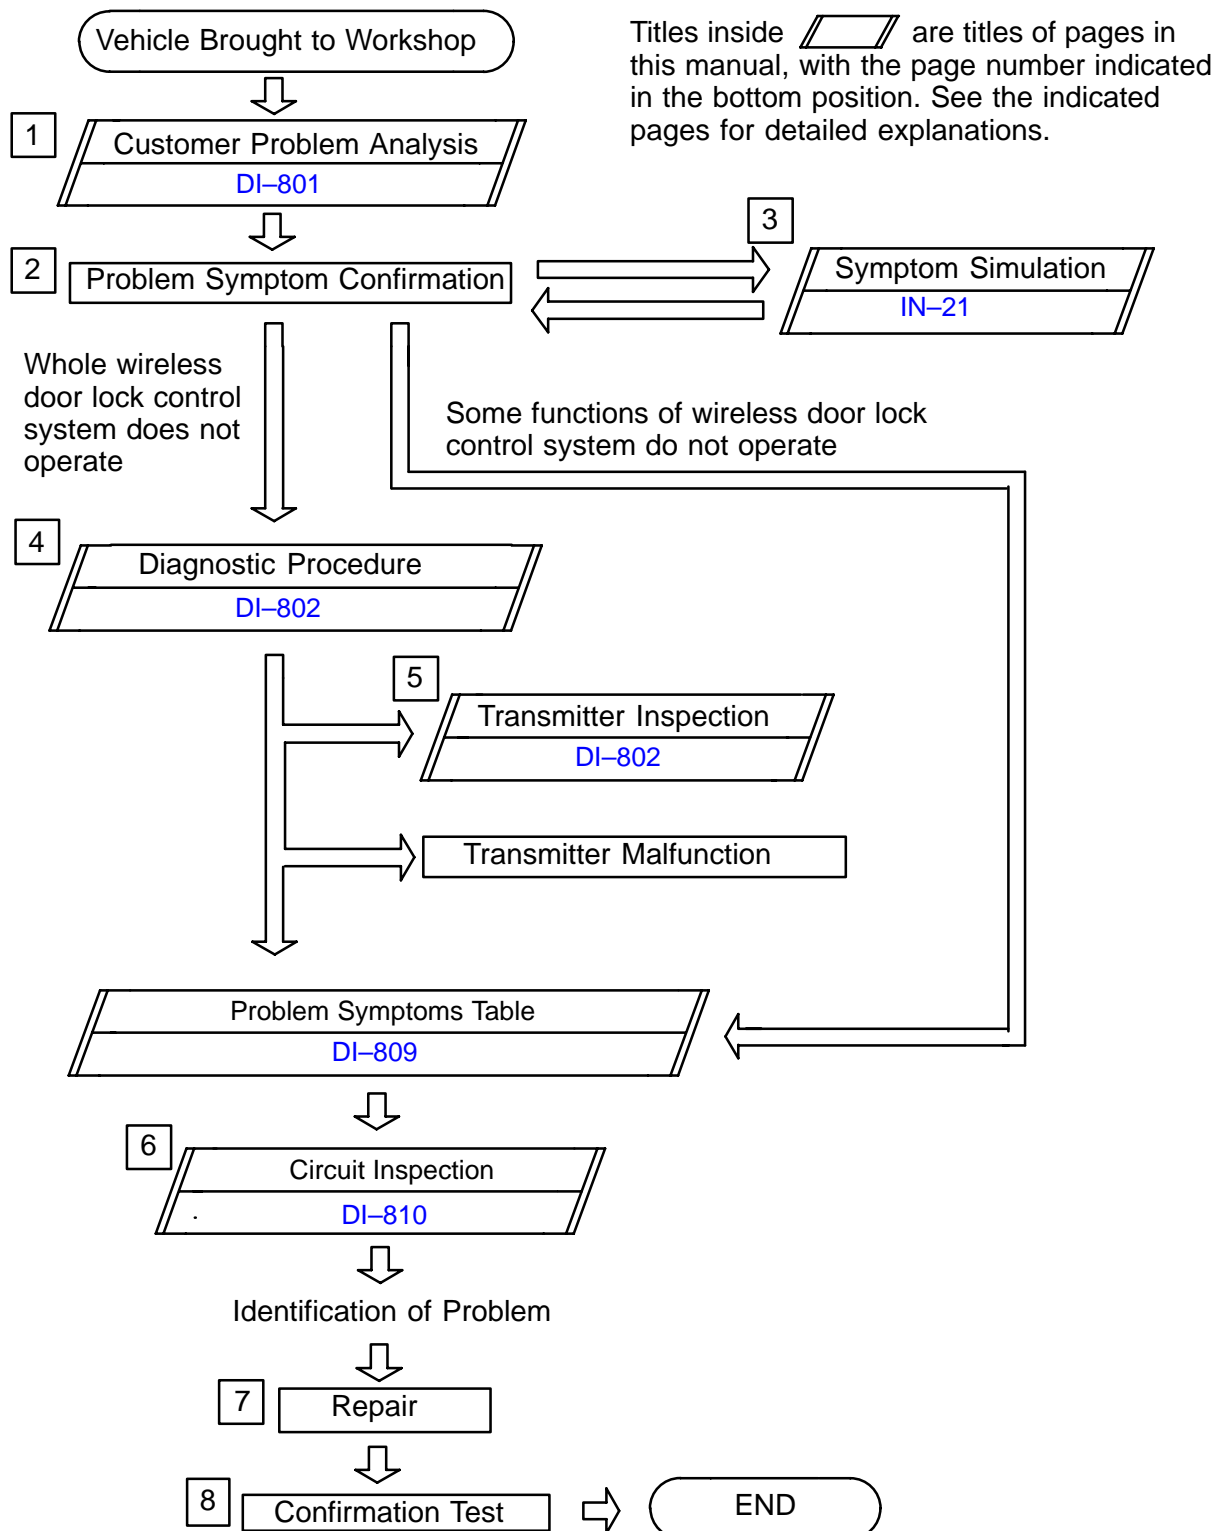 Vehicle Brought to Workshop
Titles inside are titles of pages in
this manual, with the page number indicated
in the bottom position. See the indicated
pages for detailed explanations.
1
Customer Problem Analysis
DI–801
2
Problem Symptom Confirmation
3
Symptom Simulation
IN–21
Whole wireless
door lock control
system does not
operate
Some functions of wireless door lock
control system do not operate
4
Diagnostic Procedure
DI–802
5
Transmitter Inspection
DI–802
Transmitter Malfunction
Problem Symptoms Table
DI–809
6
Circuit Inspection
DI–810
Identification of Problem
7
Repair
8
Confirmation Test
END